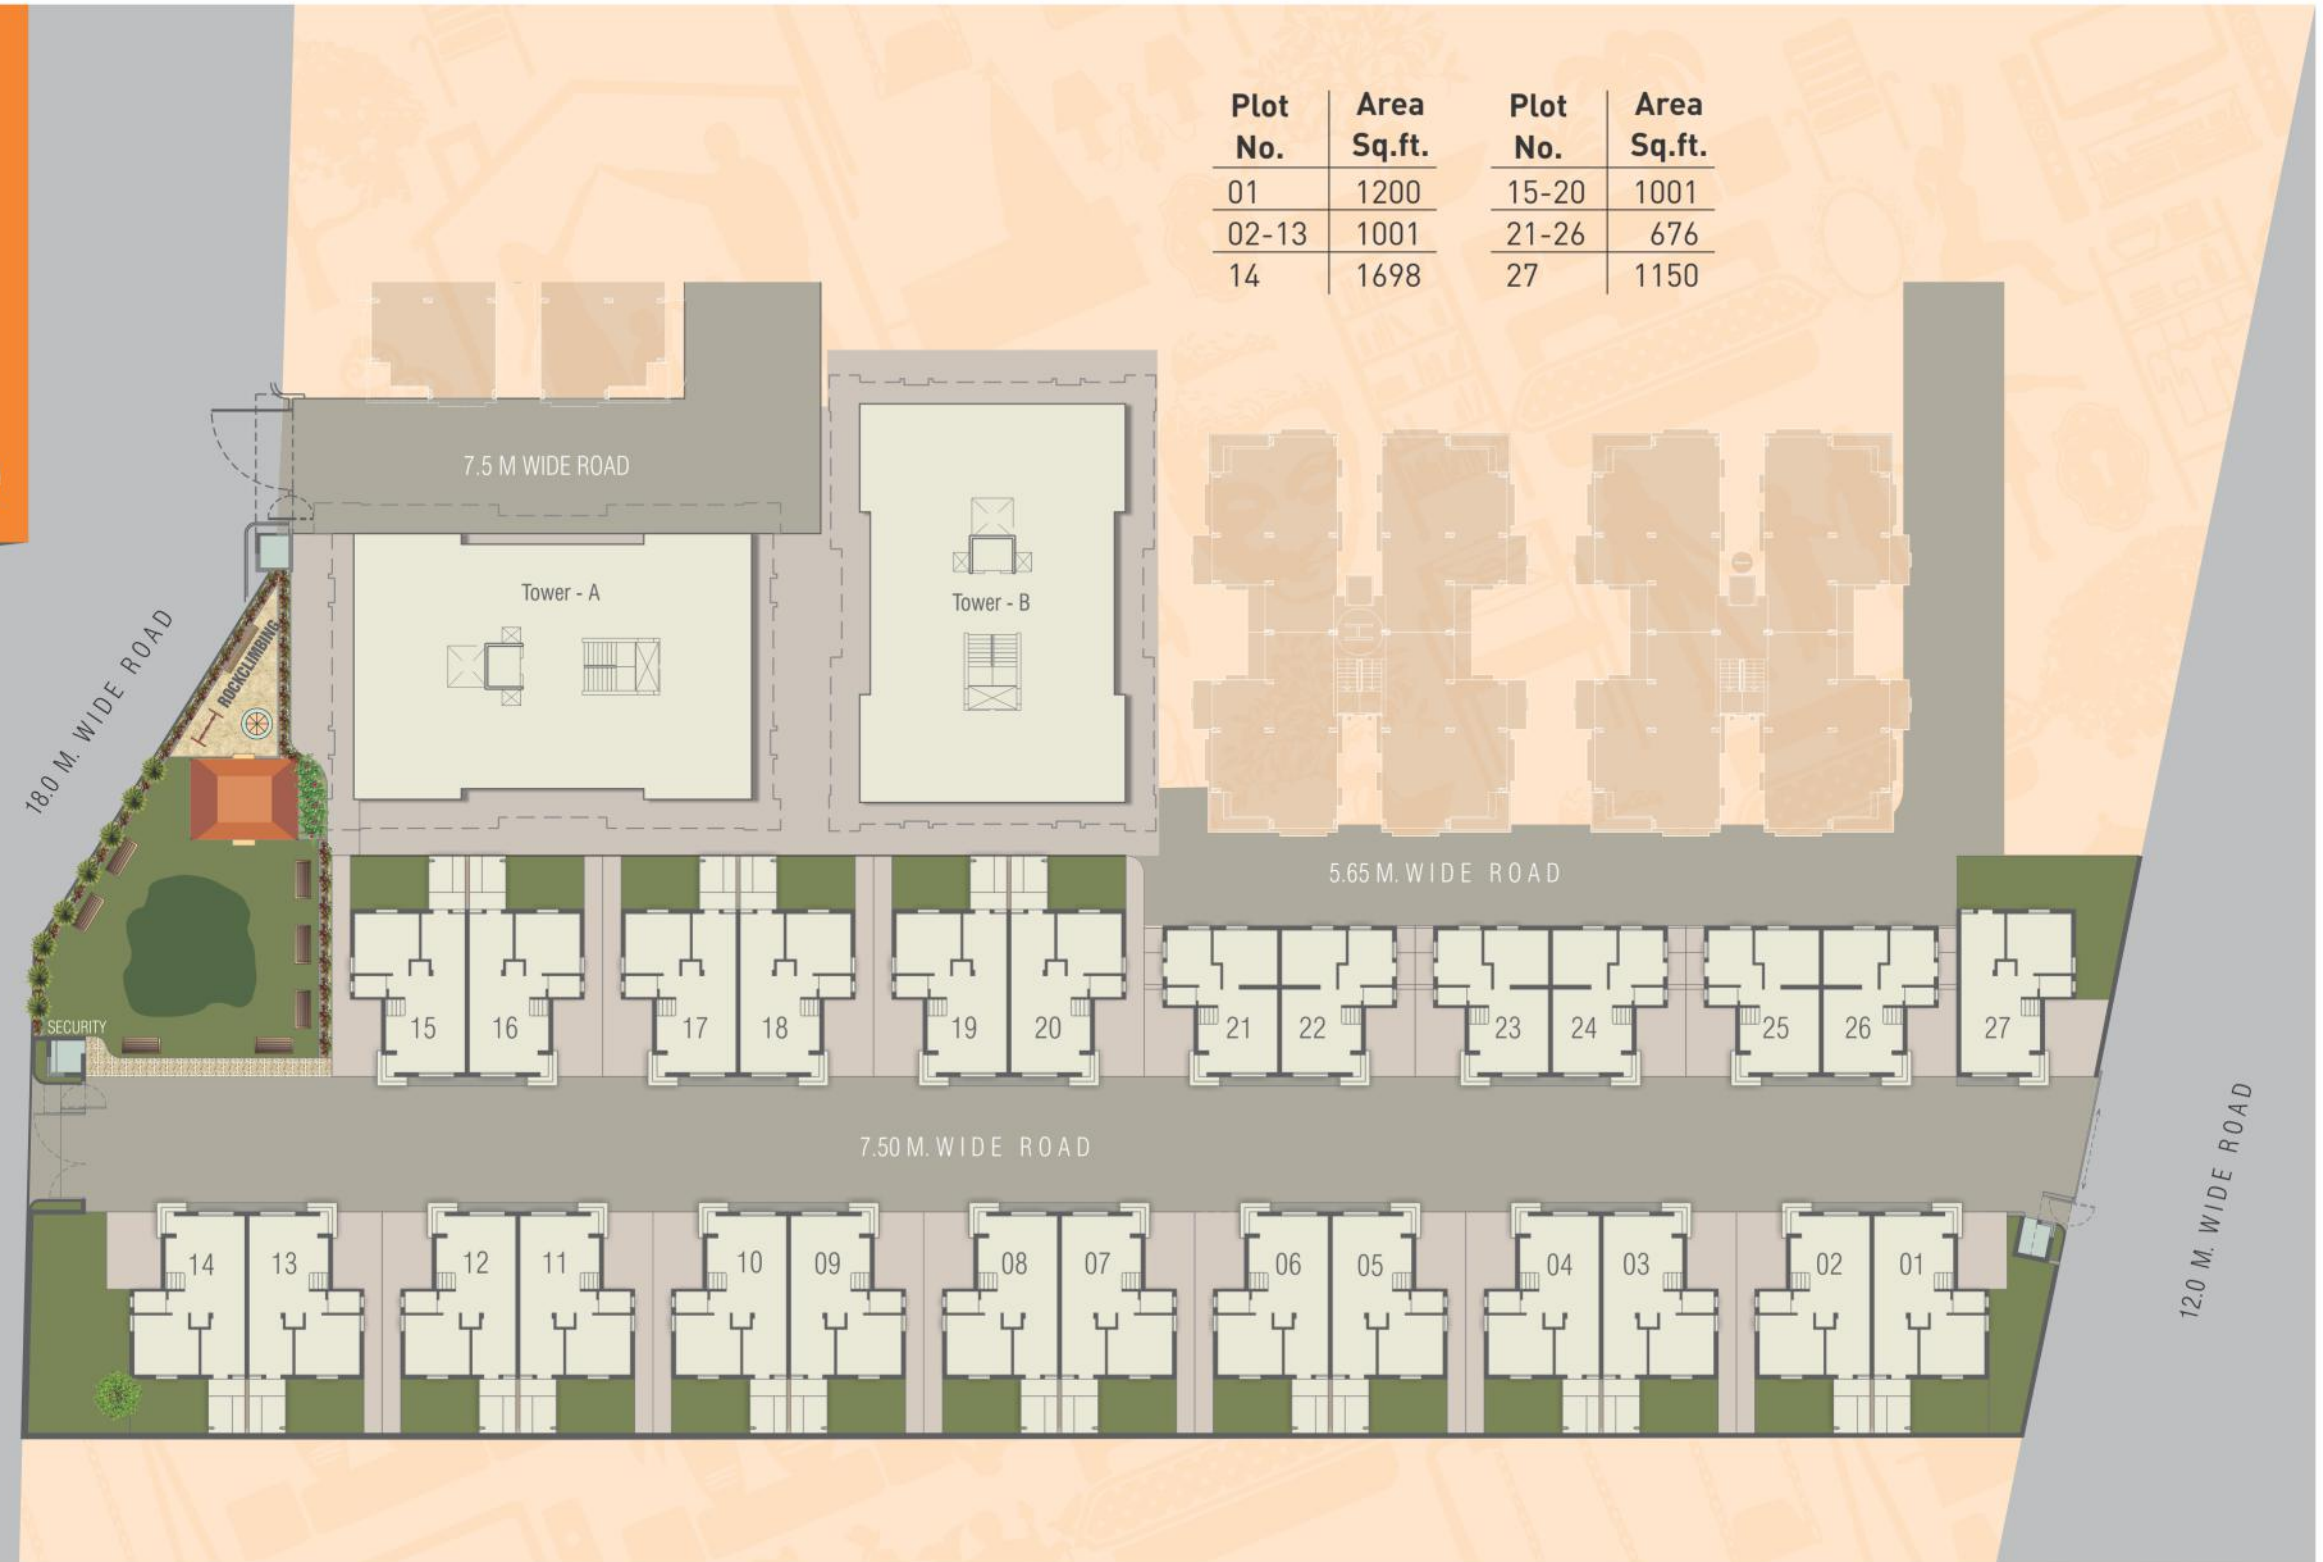 Plot Area Plot Area
No. Sq.ft. No. Sq.ft.
01 1200 15-20 1001
02-13 1001 21-26 676
14 1698 27 1150
7.5 M WIDE ROAD
Tower - A
Tower - B
ROCKCLIMBING
18.0 M. WIDE ROAD
5.65 M. WIDE ROAD
SECURITY
15 16 17 18 19 20 21 22 23 24 25 26 27
7.50 M. WIDE ROAD
12.0 M. WIDE ROAD
14 13 12 11 10 09 08 07 06 05 04 03 02 01